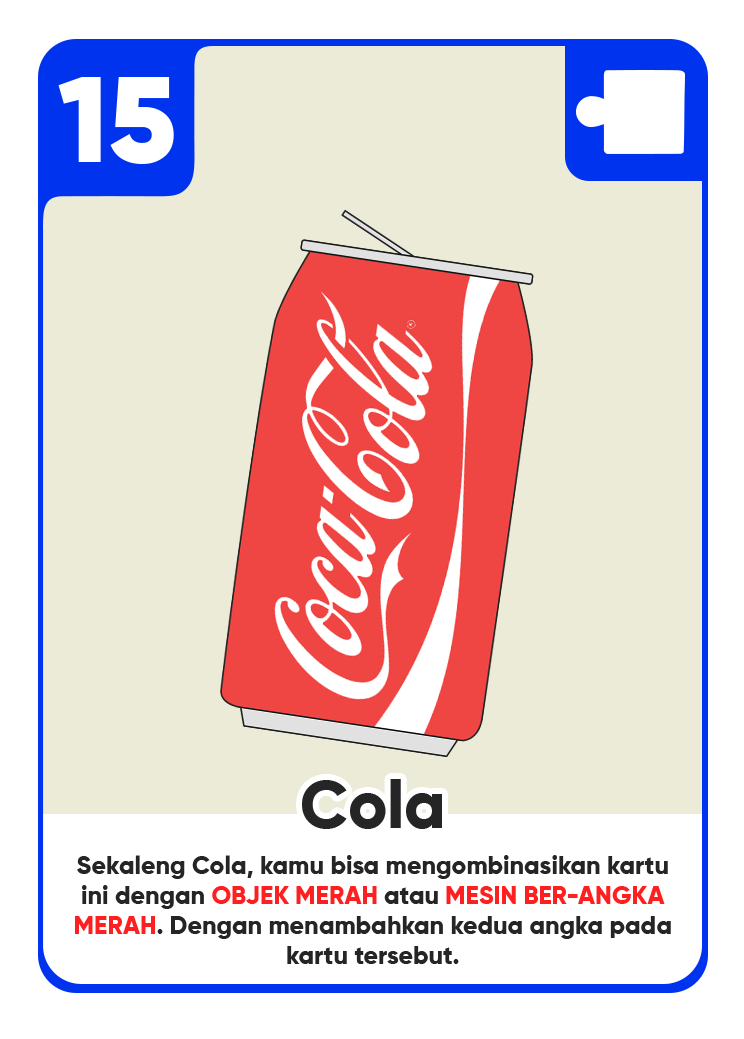 15
Coca-Cola
Cola
Sekaleng Cola, kamu bisa mengombinasikan kartu
ini dengan OBJEK MERAH atau MESIN BER-ANGKA
MERAH. Dengan menambahkan kedua angka pada
kartu tersebut.